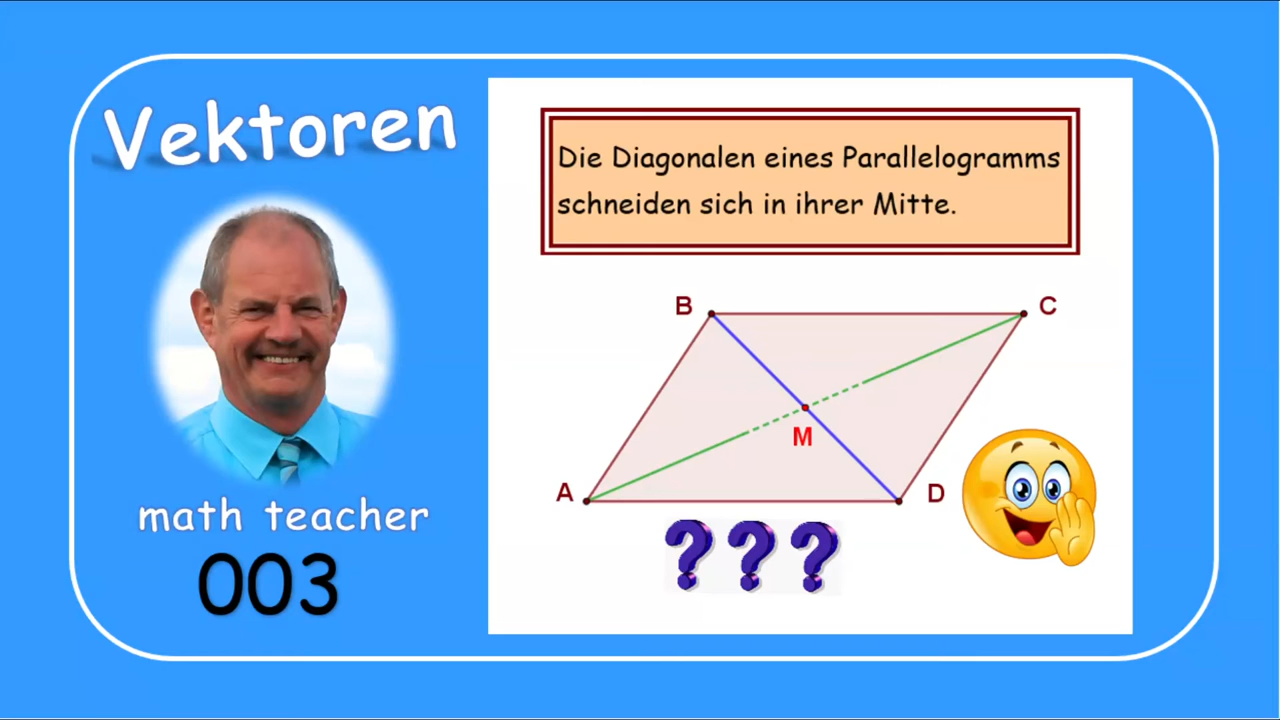 Vektoren
math teacher
003
Die Diagonalen eines Parallelogramms
schneiden sich in ihrer Mitte.
B
C
M
A
D
? ? ?